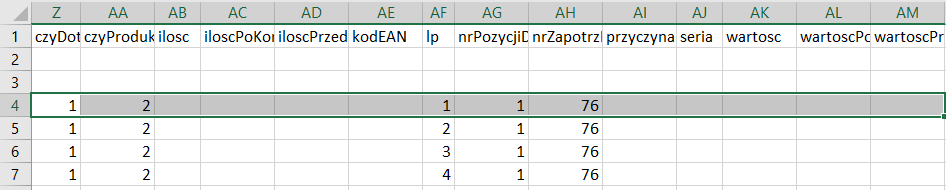 Z AA AB AC AD AE AF AG AH AI AJ AK AL AM
1 czyDot czyProduk ilosc iloscPoKor iloscPrzed kodEAN lp nrPozycjiD nrZapotrz przyczyna seria wartosc wartoscPo wartoscPr
2
3
4 1 2 1 1 76
5 1 2 2 1 76
6 1 2 3 1 76
7 1 2 4 1 76